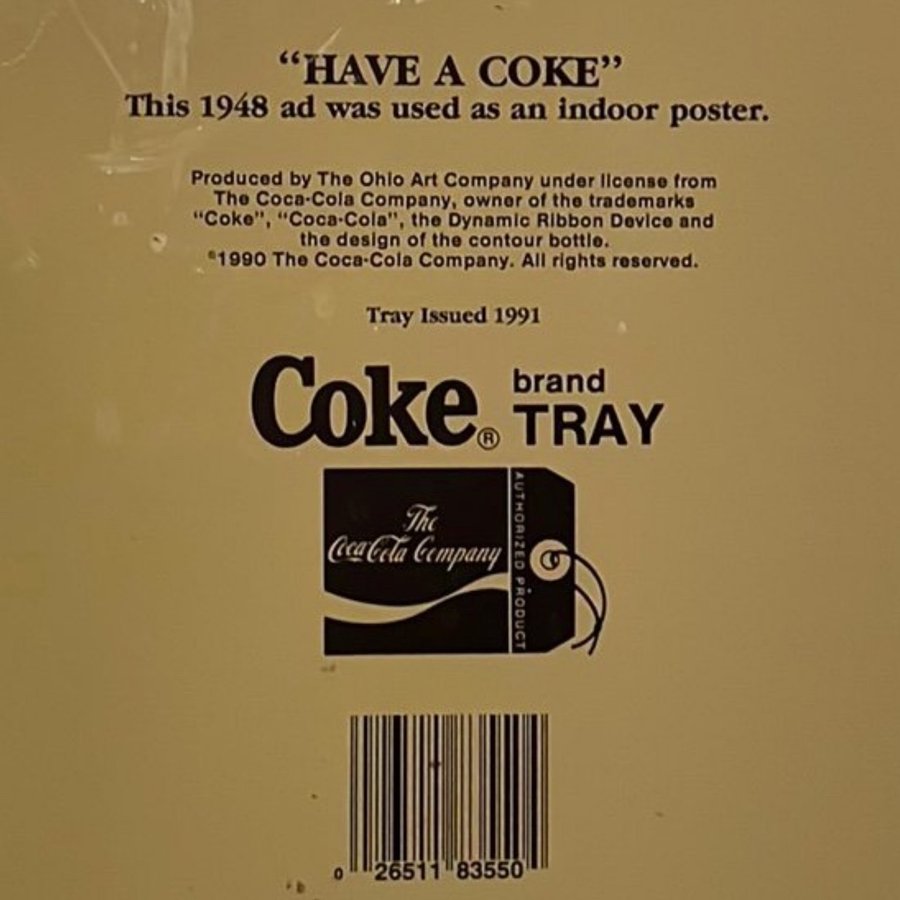 “HAVE A COKE”
This 1948 ad was used as an indoor poster.
Produced by The Ohio Art Company under license from
The Coca-Cola Company, owner of the trademarks
“Coke”, “Coca-Cola”, the Dynamic Ribbon Device and
the design of the contour bottle.
©1990 The Coca-Cola Company. All rights reserved.
Tray Issued 1991
Coke® brand
TRAY
The
Coca-Cola Company
AUTHORIZED PRODUCT
0 26511 83550